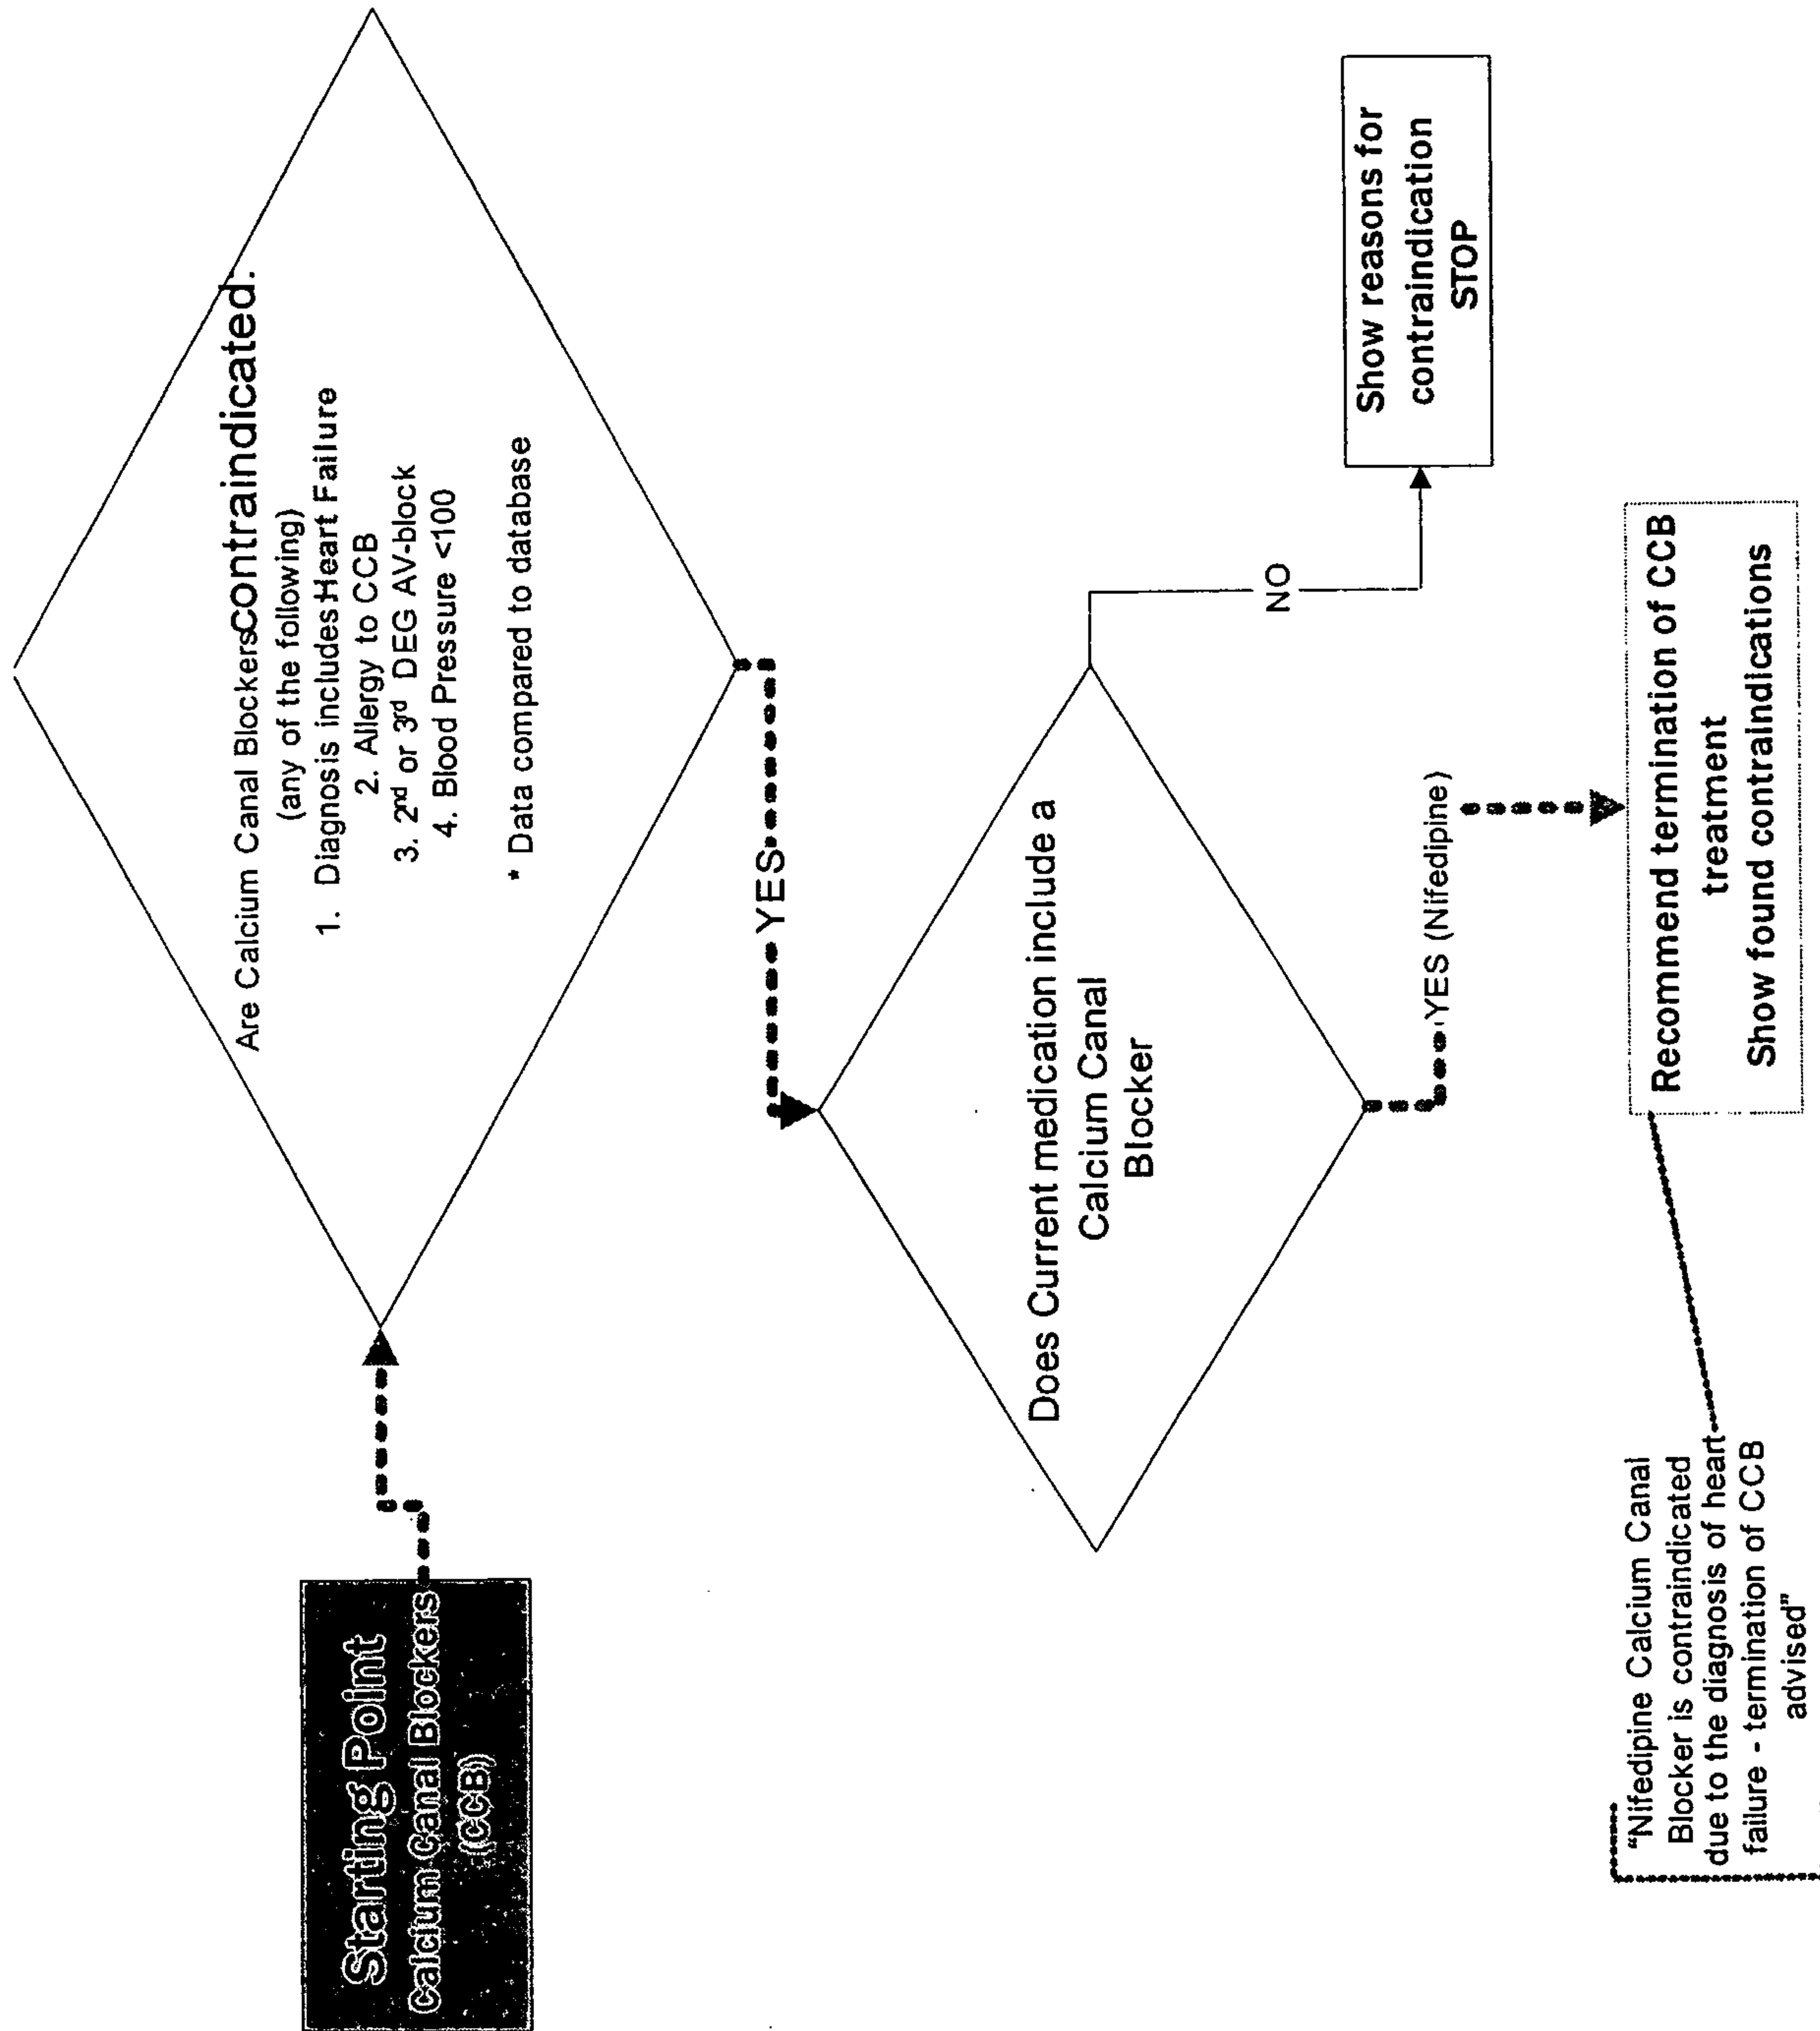 Starting Point
Calcium Canal Blockers
(CCB)
Are Calcium Canal Blockerscontraindicated:
(any of the following)
1. Diagnosis includes Heart Failure
2. Allergy to CCB
3. 2nd or 3rd DEG AV-block
4. Blood Pressure <100
* Data compared to database
YES
Does Current medication include a
Calcium Canal
Blocker
NO
Show reasons for
contraindication
STOP
YES (Nifedipine)
Recommend termination of CCB
treatment
Show found contraindications
"Nifedipine Calcium Canal
Blocker is contraindicated
due to the diagnosis of heart
failure - termination of CCB
advised"